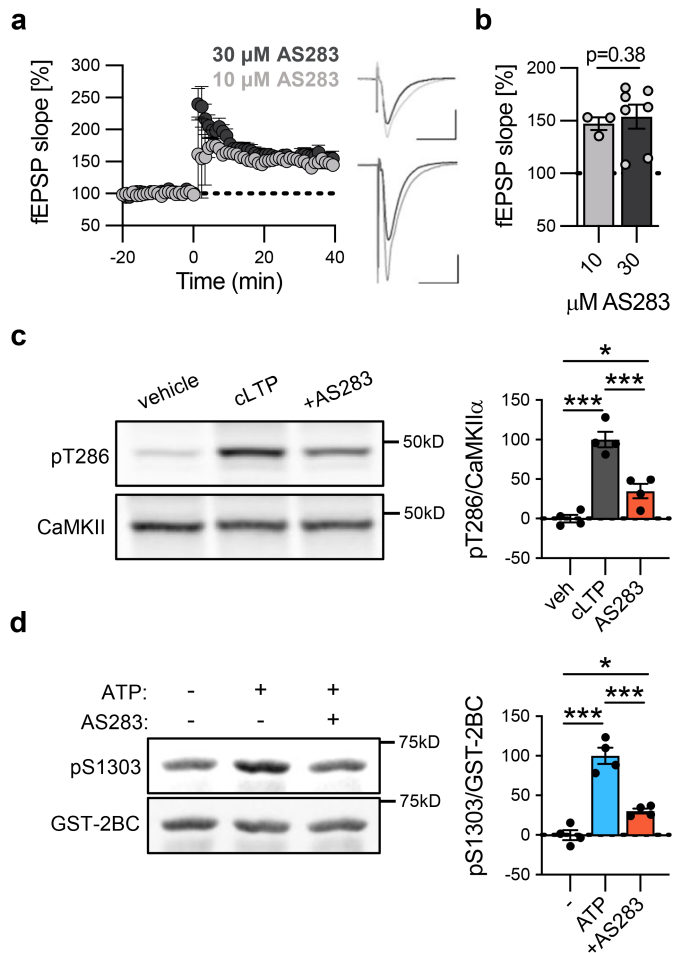 a
30 µM AS283
10 µM AS283
fEPSP slope [%]
300
250
200
150
100
50
-20
0
20
40
Time (min)
b
p=0.38
fEPSP slope [%]
200
150
100
50
10
30
µM AS283
c
vehicle
cLTP
+AS283
pT286
50kD
CaMKII
50kD
pT286/CaMKIIα
*
***
***
150
100
50
0
-50
veh
cLTP
AS283
d
ATP: - + +
AS283: - - +
pS1303
75kD
GST-2BC
75kD
pS1303/GST-2BC
*
***
***
150
100
50
0
-50
-
ATP
+AS283